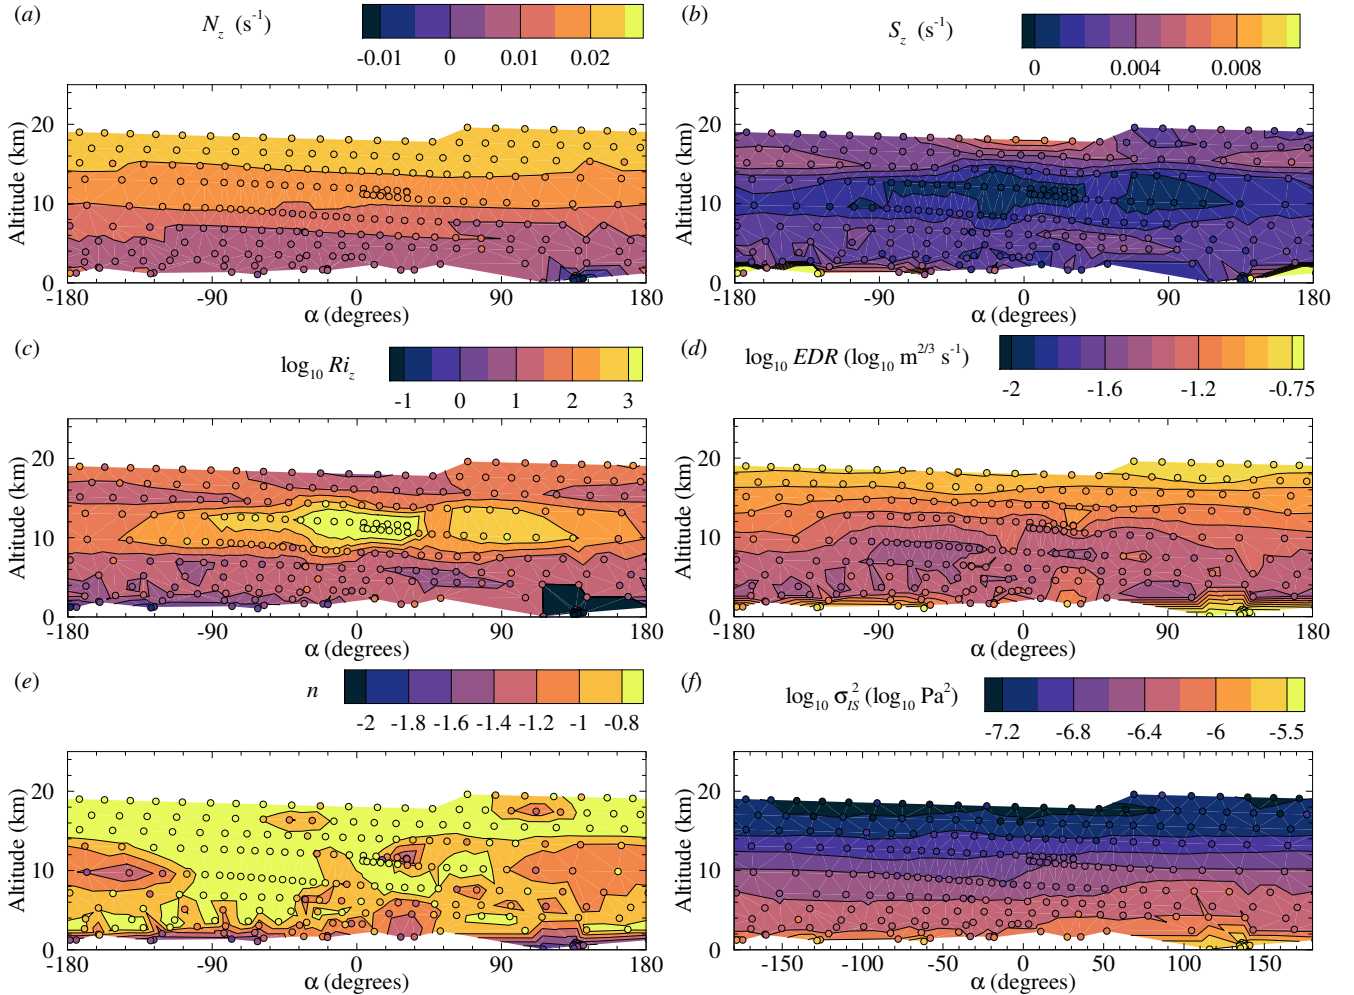 (a) N_z (s⁻¹)
-0.01 0 0.01 0.02
Altitude (km)
20
10
0
-180 -90 0 90 180
α (degrees)
(b) S_z (s⁻¹)
0 0.004 0.008
Altitude (km)
20
10
0
-180 -90 0 90 180
α (degrees)
(c) log₁₀ Ri_z
-1 0 1 2 3
Altitude (km)
20
10
0
-180 -90 0 90 180
α (degrees)
(d) log₁₀ EDR (log₁₀ m^{2/3} s⁻¹)
-2 -1.6 -1.2 -0.75
Altitude (km)
20
10
0
-180 -90 0 90 180
α (degrees)
(e) n
-2 -1.8 -1.6 -1.4 -1.2 -1 -0.8
Altitude (km)
20
10
0
-180 -90 0 90 180
α (degrees)
(f) log₁₀ σ²_{IS} (log₁₀ Pa²)
-7.2 -6.8 -6.4 -6 -5.5
Altitude (km)
20
10
0
-150 -100 -50 0 50 100 150
α (degrees)